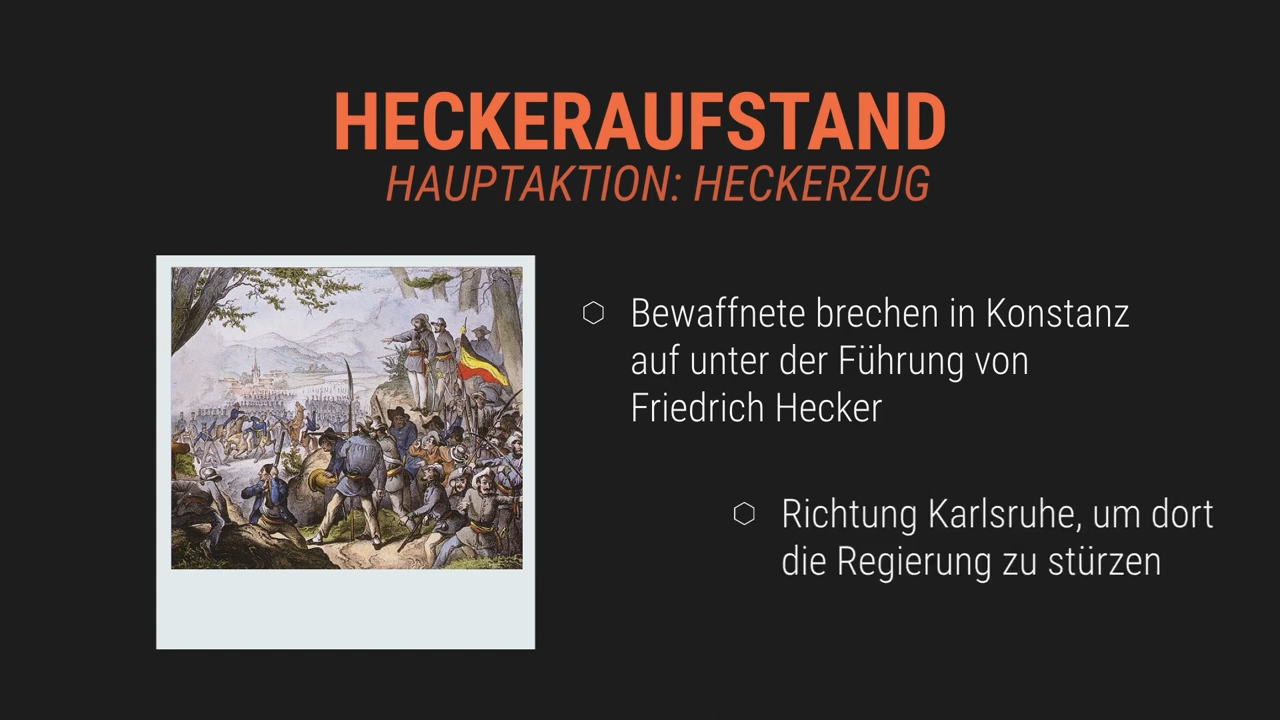 HECKERAUFSTAND
HAUPTAKTION: HECKERZUG
Bewaffnete brechen in Konstanz
auf unter der Führung von
Friedrich Hecker
Richtung Karlsruhe, um dort
die Regierung zu stürzen